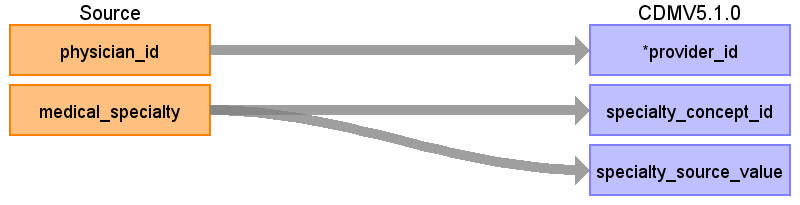 Source
CDMV5.1.0
physician_id
*provider_id
medical_specialty
specialty_concept_id
specialty_source_value